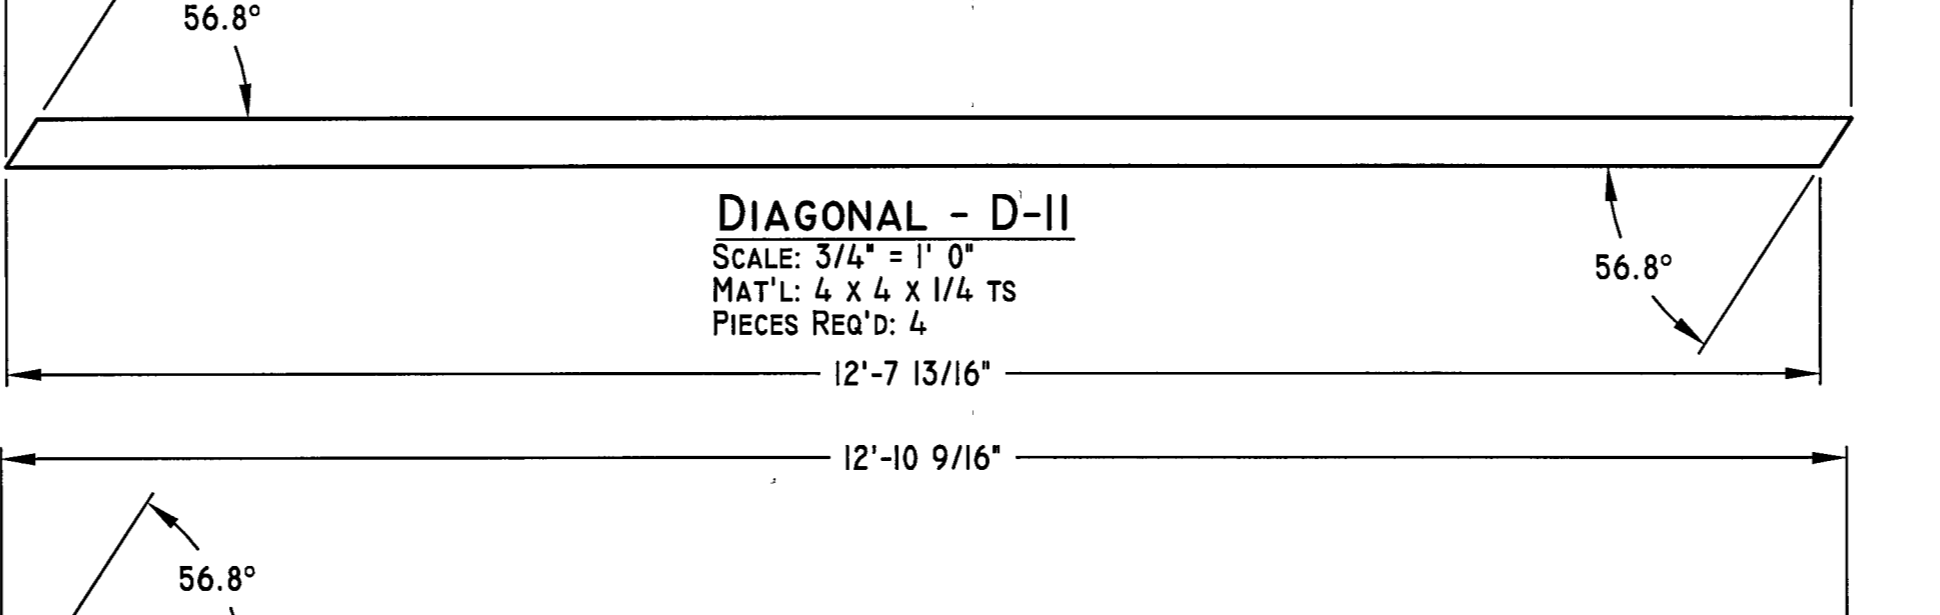 56.8°
DIAGONAL - D-11
SCALE: 3/4" = 1' 0"
MAT'L: 4 X 4 X 1/4 TS
PIECES REQ'D: 4
56.8°
12'-7 13/16"
12'-10 9/16"
56.8°